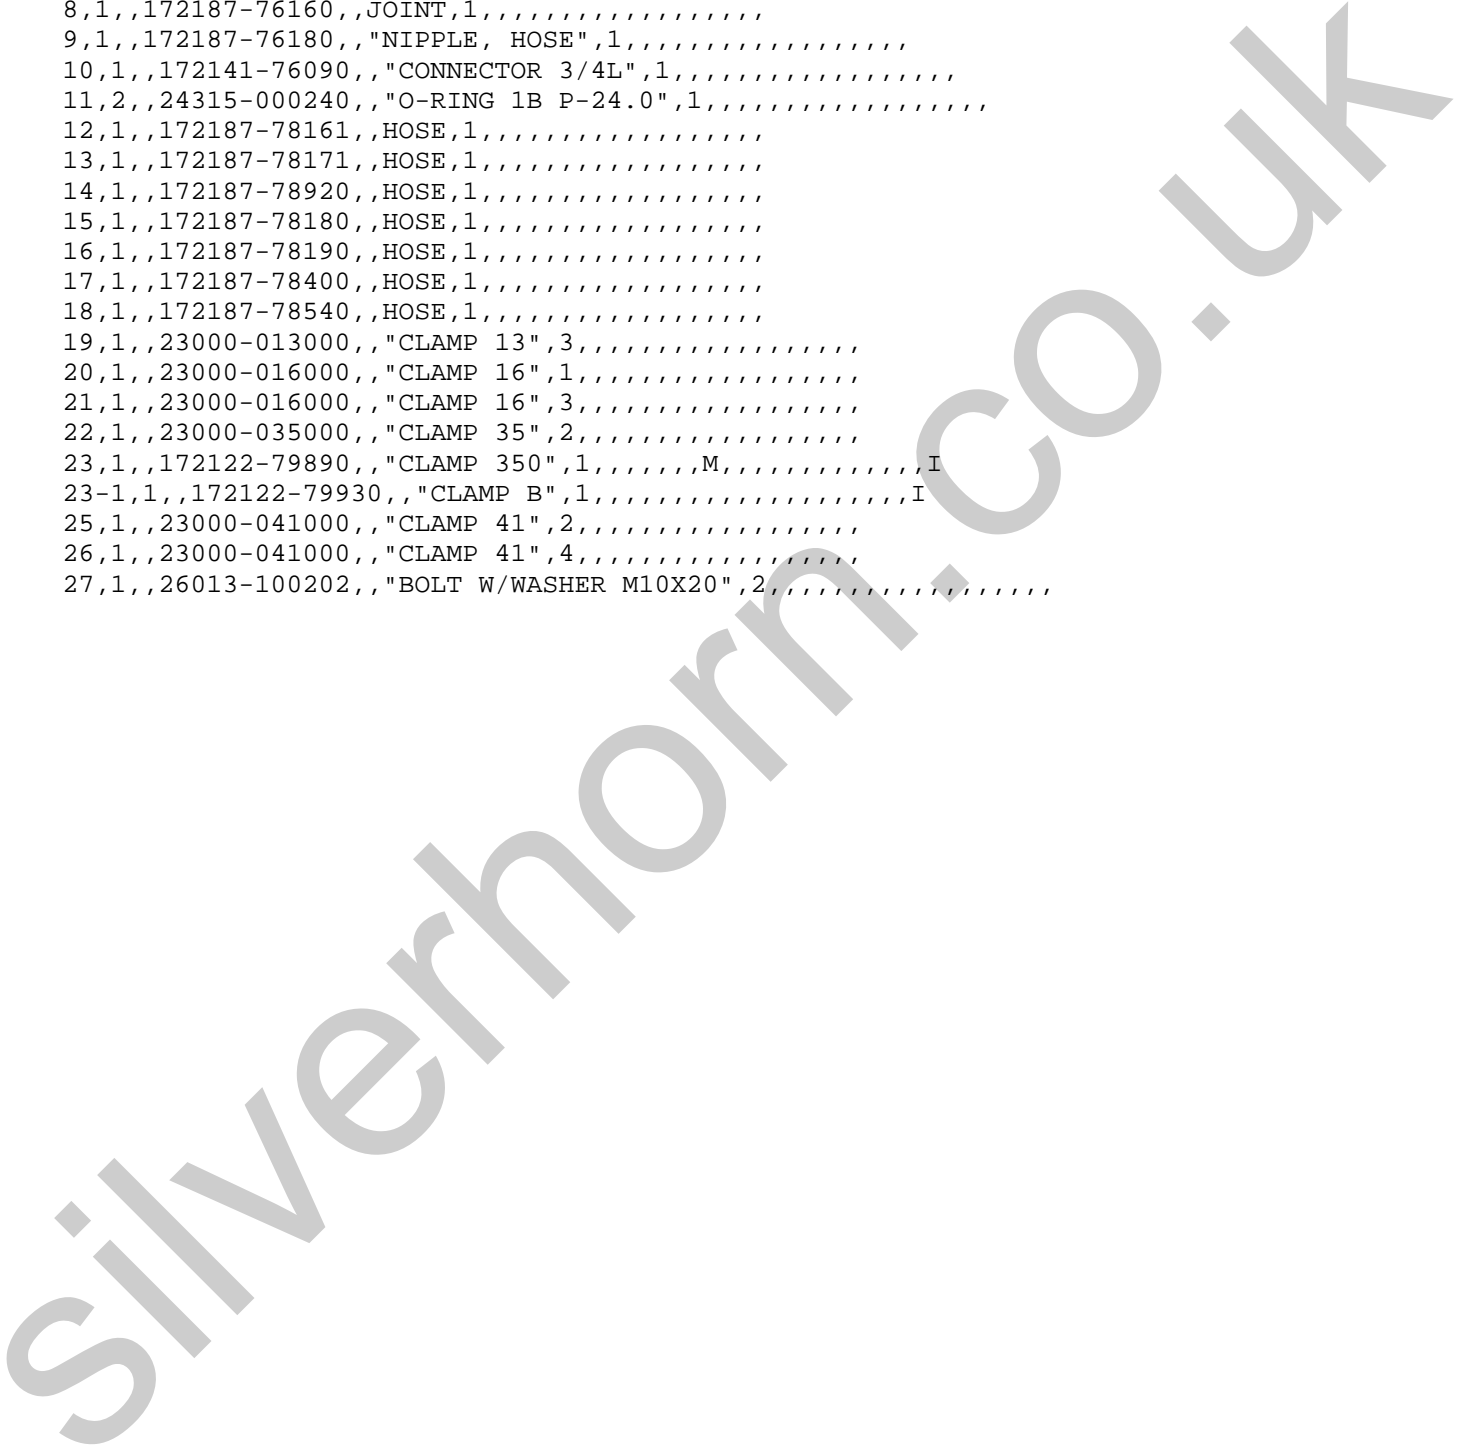 8,1,,172187-76160,,JOINT,1,,,,,,,,,,,,,,,,,,
9,1,,172187-76180,,"NIPPLE, HOSE",1,,,,,,,,,,,,,,,,,,
10,1,,172141-76090,,"CONNECTOR 3/4L",1,,,,,,,,,,,,,,,,,,
11,2,,24315-000240,,"O-RING 1B P-24.0",1,,,,,,,,,,,,,,,,,,
12,1,,172187-78161,,HOSE,1,,,,,,,,,,,,,,,,,,
13,1,,172187-78171,,HOSE,1,,,,,,,,,,,,,,,,,,
14,1,,172187-78920,,HOSE,1,,,,,,,,,,,,,,,,,,
15,1,,172187-78180,,HOSE,1,,,,,,,,,,,,,,,,,,
16,1,,172187-78190,,HOSE,1,,,,,,,,,,,,,,,,,,
17,1,,172187-78400,,HOSE,1,,,,,,,,,,,,,,,,,,
18,1,,172187-78540,,HOSE,1,,,,,,,,,,,,,,,,,,
19,1,,23000-013000,,"CLAMP 13",3,,,,,,,,,,,,,,,,,,
20,1,,23000-016000,,"CLAMP 16",1,,,,,,,,,,,,,,,,,,
21,1,,23000-016000,,"CLAMP 16",3,,,,,,,,,,,,,,,,,,
22,1,,23000-035000,,"CLAMP 35",2,,,,,,,,,,,,,,,,,,
23,1,,172122-79890,,"CLAMP 350",1,,,,,,,M,,,,,,,,,,,,,I
23-1,1,,172122-79930,,"CLAMP B",1,,,,,,,,,,,,,,,,,,,,I
25,1,,23000-041000,,"CLAMP 41",2,,,,,,,,,,,,,,,,,,
26,1,,23000-041000,,"CLAMP 41",4,,,,,,,,,,,,,,,,,,
27,1,,26013-100202,,"BOLT W/WASHER M10X20",2,,,,,,,,,,,,,,,,,,
silverhorn.co.uk